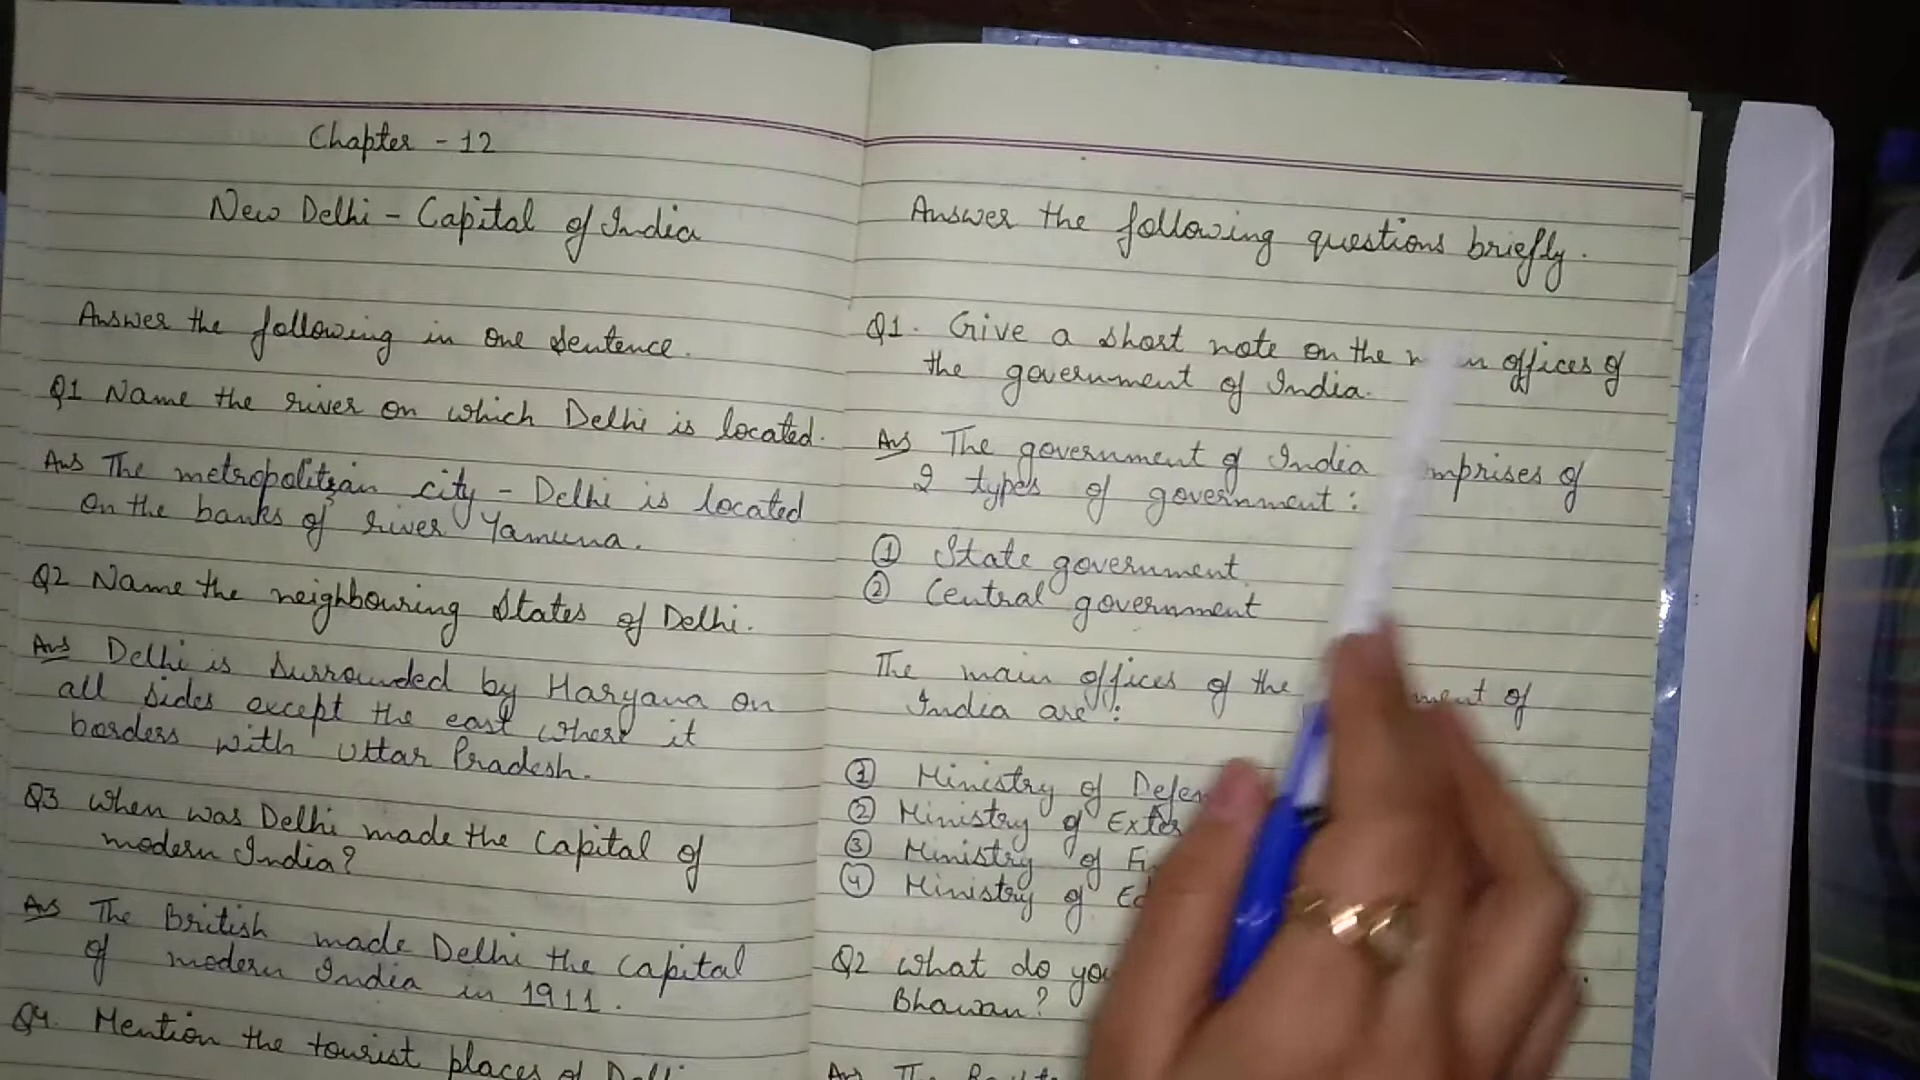 Chapter - 12
New Delhi - Capital of India
Answer the following in one sentence.
Q1 Name the river on which Delhi is located.
Ans The metropolitan city - Delhi is located
on the banks of river Yamuna.
Q2 Name the neighbouring States of Delhi.
Ans Delhi is surrounded by Haryana on
all sides except the east where it
borders with Uttar Pradesh.
Q3 When was Delhi made the Capital of
modern India?
Ans The British made Delhi the capital
of modern India in 1911.
Q4. Mention the tourist places of
Answer the following questions briefly.
Q1. Give a short note on the offices of
the government of India.
Ans The government of India
2 types of government :
① State government
② Central government
The main offices of the of
India are :
① Ministry of
② Ministry of
③ Ministry of
④ Ministry of
Q2 What do
Bhawan?
Ans The